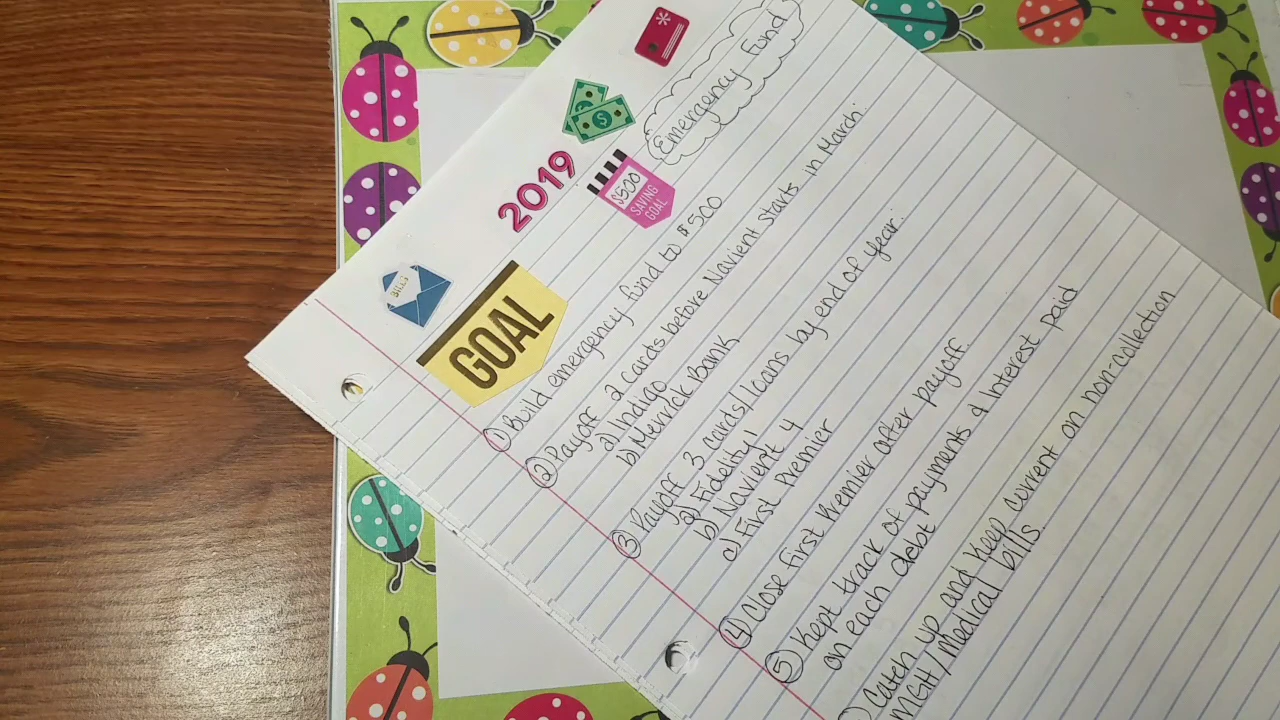 Emergency Fund
2019
$500
SAVING
GOAL
BILLS
GOAL
① Build emergency fund to $500
② Payoff 2 cards before Navient starts in March:
a) Indigo
b) Merrick Bank
③ Payoff 3 cards/loans by end of year:
a) Fidelity 1
b) Navient 4
c) First Premier
④ Close First Premier after payoff.
⑤ Kept track of payments & interest paid
on each debt
Catch up and keep current on non-collection
MGH/Medical bills.